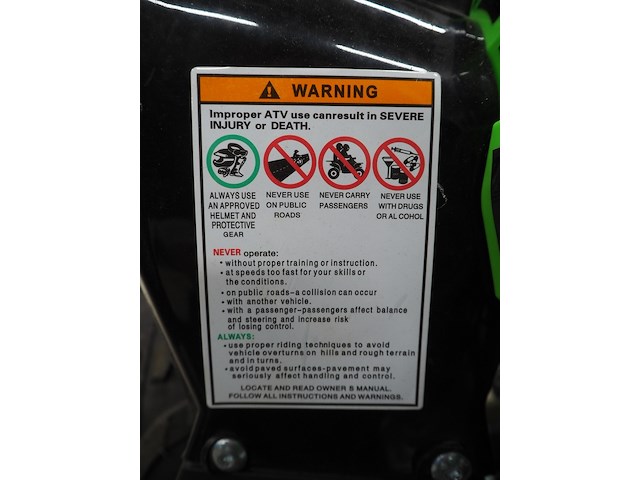 WARNING
Improper ATV use canresult in SEVERE
INJURY or DEATH.
ALWAYS USE
AN APPROVED
HELMET AND
PROTECTIVE
GEAR
NEVER USE
ON PUBLIC
ROADS
NEVER CARRY
PASSENGERS
NEVER USE
WITH DRUGS
OR AL COHOL
NEVER operate:
• without proper training or instruction.
• at speeds too fast for your skills or
the conditions.
• on public roads-a collision can occur
• with another vehicle.
• with a passenger-passengers affect balance
and steering and increase risk
of losing control.
ALWAYS:
• use proper riding techniques to avoid
vehicle overturns on hills and rough terrain
and in turns.
• avoid paved surfaces-pavement may
seriously affect handling and control.
LOCATE AND READ OWNER S MANUAL.
FOLLOW ALL INSTRUCTIONS AND WARNINGS.